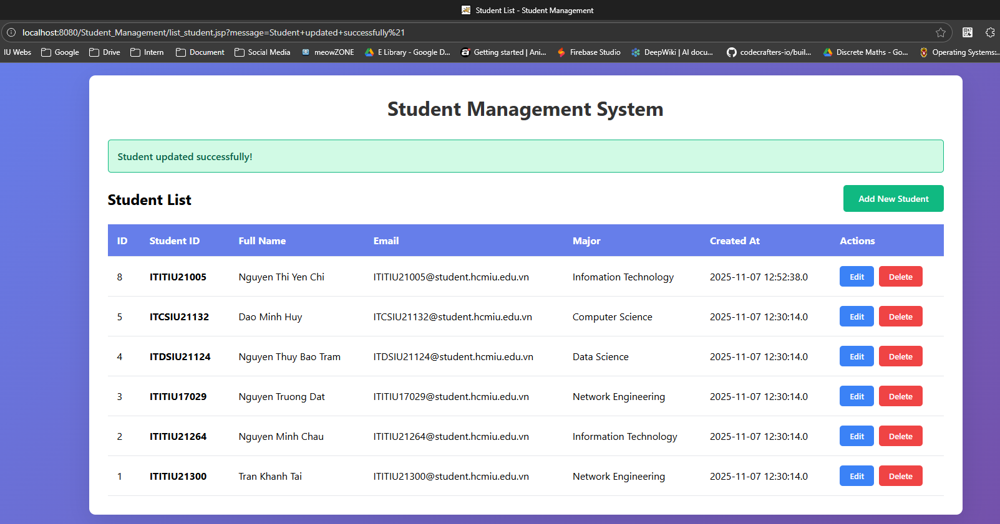 Student List - Student Management
localhost:8080/Student_Management/list_student.jsp?message=Student+updated+successfully%21
IU Webs Google Drive Intern Document Social Media meowZONE E Library - Google D... Getting started | Ani... Firebase Studio DeepWiki | AI docu... codecrafters-io/buil... Discrete Maths - Go... Operating Systems:...
Student Management System
Student updated successfully!
Student List Add New Student
ID Student ID Full Name Email Major Created At Actions
8 ITITIU21005 Nguyen Thi Yen Chi ITITIU21005@student.hcmiu.edu.vn Infomation Technology 2025-11-07 12:52:38.0 Edit Delete
5 ITCSIU21132 Dao Minh Huy ITCSIU21132@student.hcmiu.edu.vn Computer Science 2025-11-07 12:30:14.0 Edit Delete
4 ITDSIU21124 Nguyen Thuy Bao Tram ITDSIU21124@student.hcmiu.edu.vn Data Science 2025-11-07 12:30:14.0 Edit Delete
3 ITITIU17029 Nguyen Truong Dat ITITIU17029@student.hcmiu.edu.vn Network Engineering 2025-11-07 12:30:14.0 Edit Delete
2 ITITIU21264 Nguyen Minh Chau ITITIU21264@student.hcmiu.edu.vn Information Technology 2025-11-07 12:30:14.0 Edit Delete
1 ITITIU21300 Tran Khanh Tai ITITIU21300@student.hcmiu.edu.vn Network Engineering 2025-11-07 12:30:14.0 Edit Delete